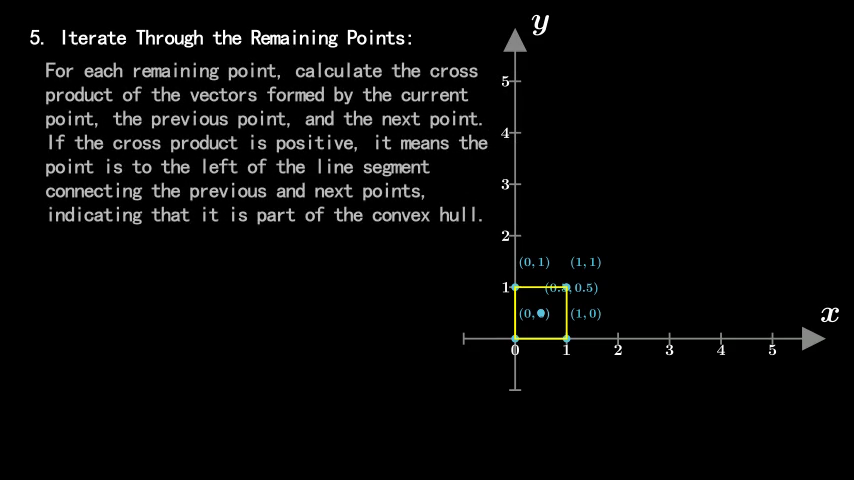 5. Iterate Through the Remaining Points:
For each remaining point, calculate the cross
product of the vectors formed by the current
point, the previous point, and the next point.
If the cross product is positive, it means the
point is to the left of the line segment
connecting the previous and next points,
indicating that it is part of the convex hull.
y
5
4
3
2
(0, 1) (1, 1)
1
(0.5, 0.5)
(0, ) (1, 0)
x
0 1 2 3 4 5